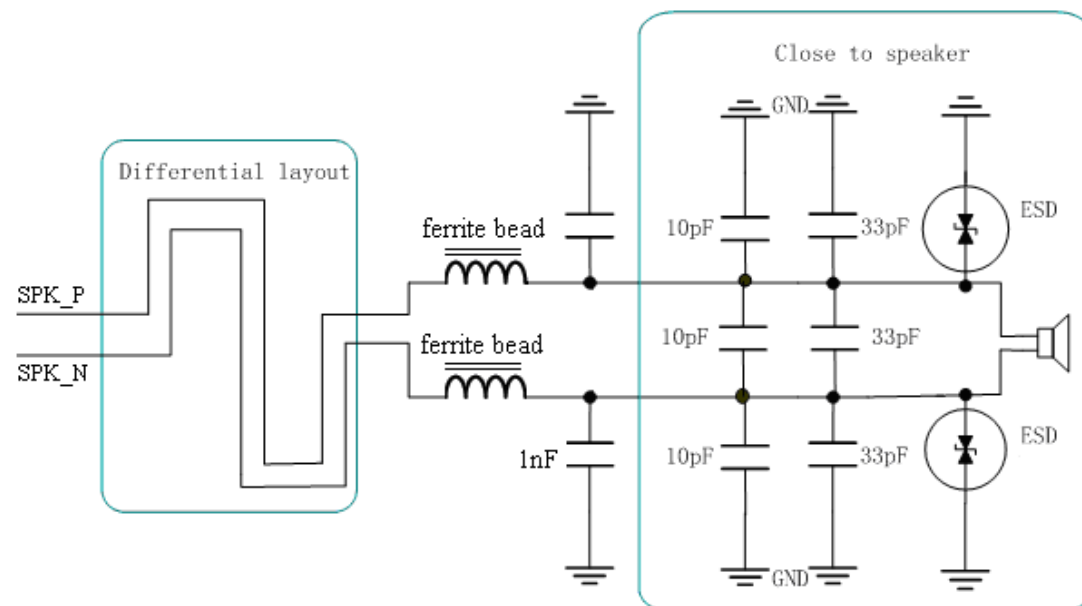 Close to speaker
GND
Differential layout
ESD
ferrite bead
10pF
33pF
SPK_P
ferrite bead
10pF
33pF
SPK_N
ESD
1nF
10pF
33pF
GND